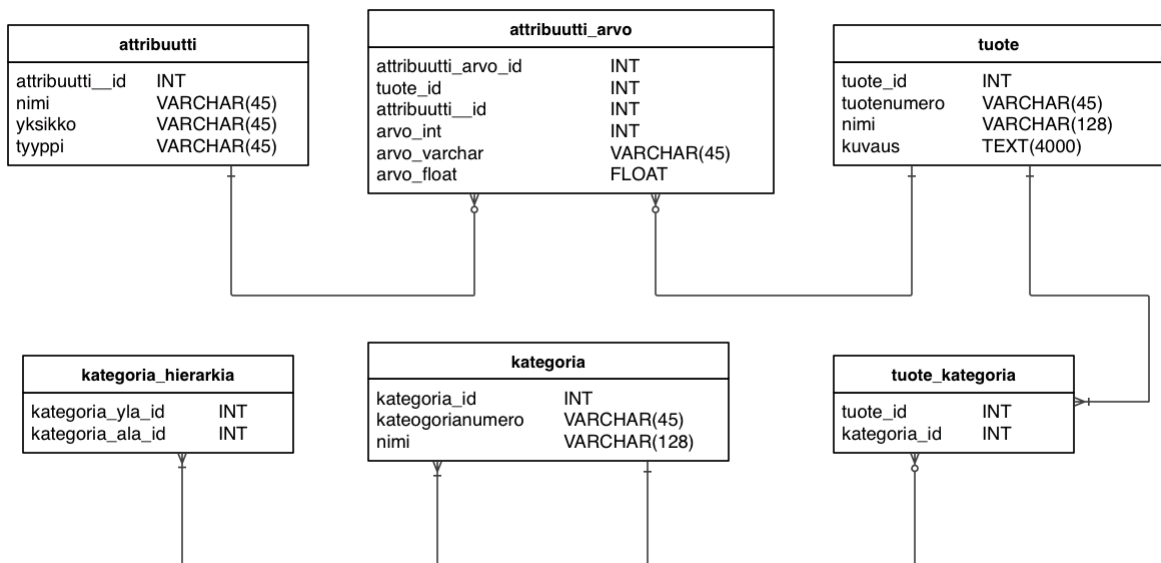 attribuutti
attribuutti__id INT
nimi VARCHAR(45)
yksikko VARCHAR(45)
tyyppi VARCHAR(45)
attribuutti_arvo
attribuutti_arvo_id INT
tuote_id INT
attribuutti__id INT
arvo_int INT
arvo_varchar VARCHAR(45)
arvo_float FLOAT
tuote
tuote_id INT
tuotenumero VARCHAR(45)
nimi VARCHAR(128)
kuvaus TEXT(4000)
kategoria_hierarkia
kategoria_yla_id INT
kategoria_ala_id INT
kategoria
kategoria_id INT
kateogorianumero VARCHAR(45)
nimi VARCHAR(128)
tuote_kategoria
tuote_id INT
kategoria_id INT